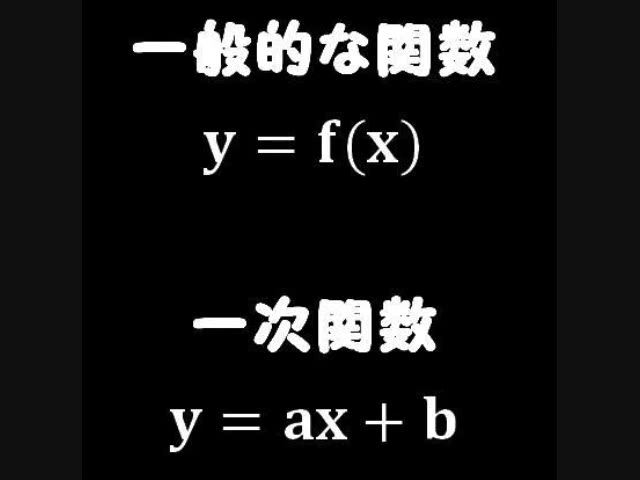 一般的な関数
y = f(x)
一次関数
y = ax + b